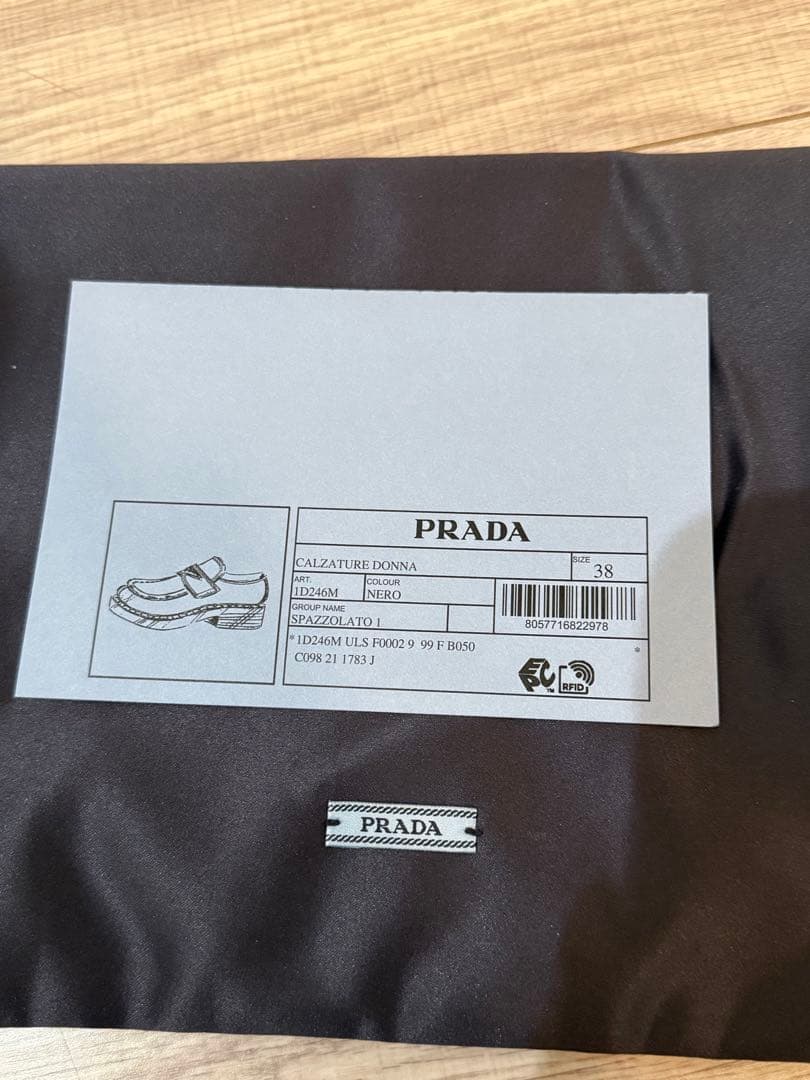 PRADA
CALZATURE DONNA
SIZE
38
ART.
1D246M
COLOUR
NERO
GROUP NAME
SPAZZOLATO 1
8057716822978
*1D246M ULS F0002 9 99 F B050 *
C098 21 1783 J
EPC™
RFID
PRADA